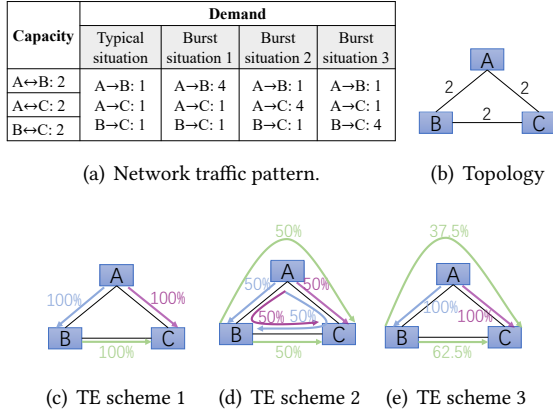 Capacity
Demand
Typical situation
Burst situation 1
Burst situation 2
Burst situation 3
A↔B: 2
A↔C: 2
B↔C: 2
A→B: 1
A→C: 1
B→C: 1
A→B: 4
A→C: 1
B→C: 1
A→B: 1
A→C: 4
B→C: 1
A→B: 1
A→C: 1
B→C: 4
(a) Network traffic pattern.
A
2
2
B
2
C
(b) Topology
A
100%
100%
B
C
100%
(c) TE scheme 1
50%
A
50%
50%
50%
50%
B
C
50%
(d) TE scheme 2
37.5%
A
100%
100%
B
C
62.5%
(e) TE scheme 3